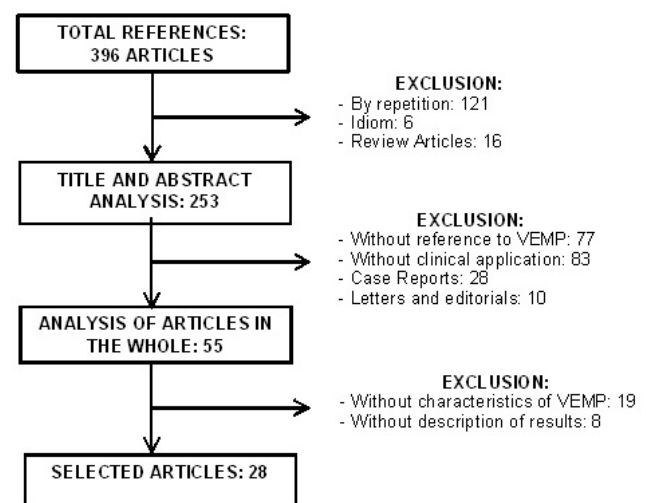 TOTAL REFERENCES:
396 ARTICLES
EXCLUSION:
- By repetition: 121
- Idiom: 6
- Review Articles: 16
TITLE AND ABSTRACT
ANALYSIS: 253
EXCLUSION:
- Without reference to VEMP: 77
- Without clinical application: 83
- Case Reports: 28
- Letters and editorials: 10
ANALYSIS OF ARTICLES IN
THE WHOLE: 55
EXCLUSION:
- Without characteristics of VEMP: 19
- Without description of results: 8
SELECTED ARTICLES: 28